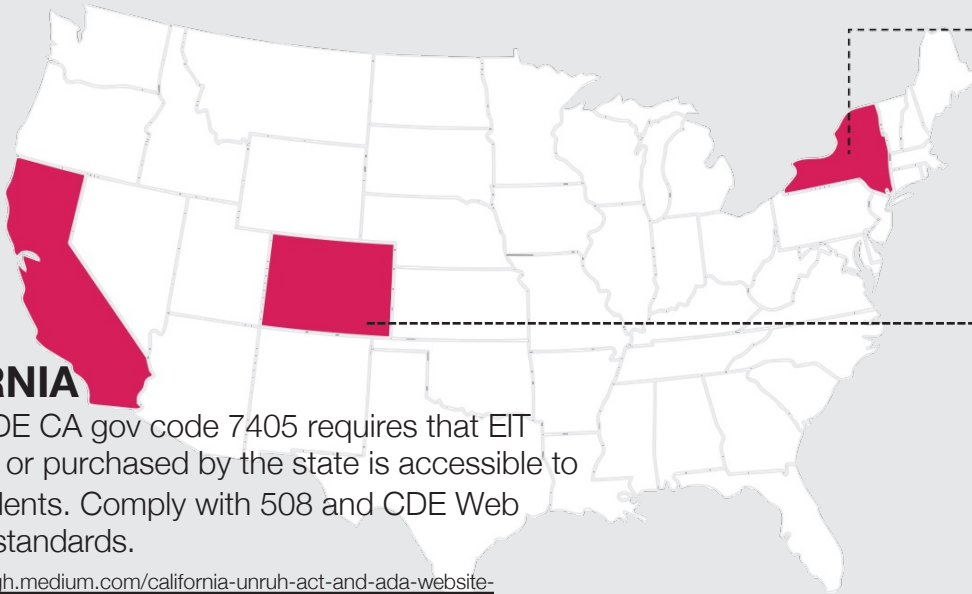 RNIA
DE CA gov code 7405 requires that EIT
or purchased by the state is accessible to
dents. Comply with 508 and CDE Web
standards.
gh.medium.com/california-unruh-act-and-ada-website-